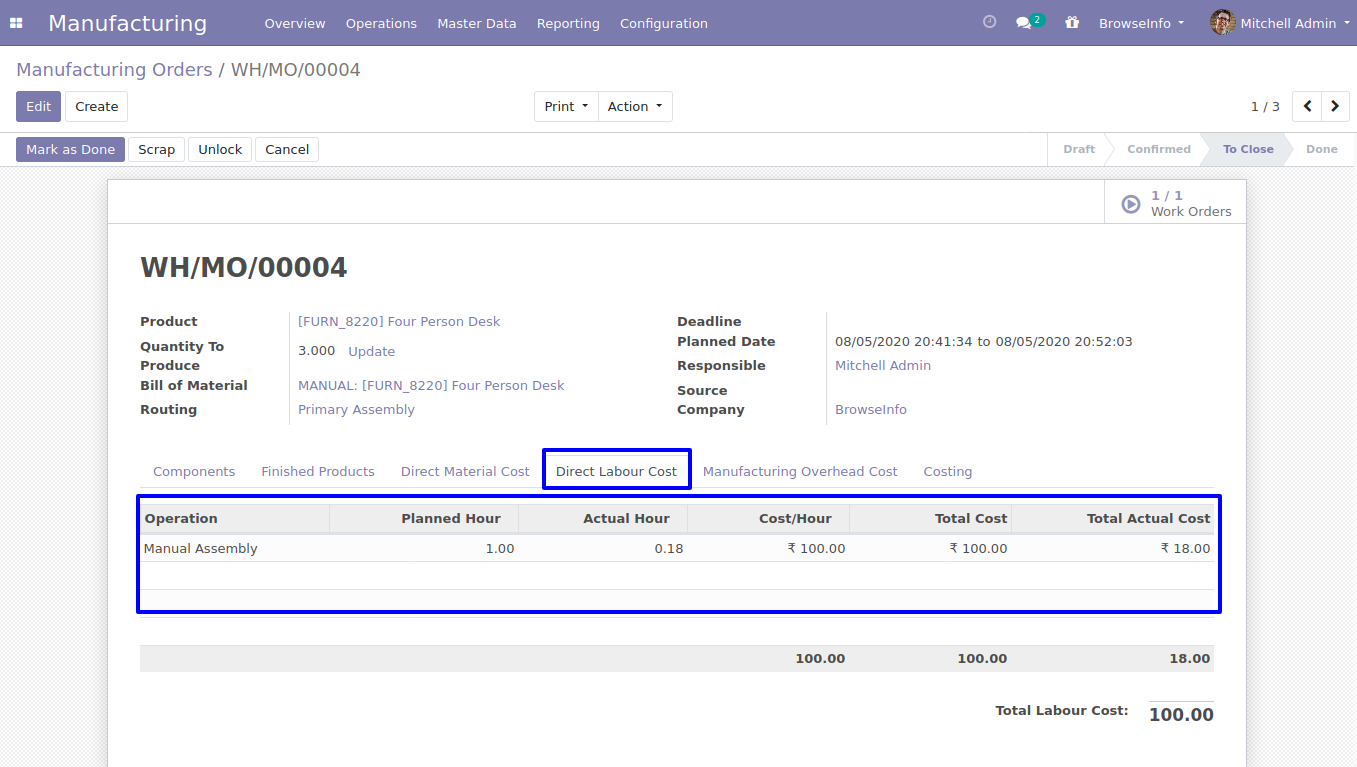 Manufacturing Overview Operations Master Data Reporting Configuration 2 BrowseInfo Mitchell Admin
Manufacturing Orders / WH/MO/00004
Edit Create Print Action 1 / 3
Mark as Done Scrap Unlock Cancel Draft Confirmed To Close Done
1 / 1
Work Orders
WH/MO/00004
Product [FURN_8220] Four Person Desk
Quantity To Produce 3.000 Update
Bill of Material MANUAL: [FURN_8220] Four Person Desk
Routing Primary Assembly
Deadline
Planned Date 08/05/2020 20:41:34 to 08/05/2020 20:52:03
Responsible Mitchell Admin
Source
Company BrowseInfo
Components Finished Products Direct Material Cost Direct Labour Cost Manufacturing Overhead Cost Costing
Operation Planned Hour Actual Hour Cost/Hour Total Cost Total Actual Cost
Manual Assembly 1.00 0.18 ₹ 100.00 ₹ 100.00 ₹ 18.00
100.00 100.00 18.00
Total Labour Cost: 100.00